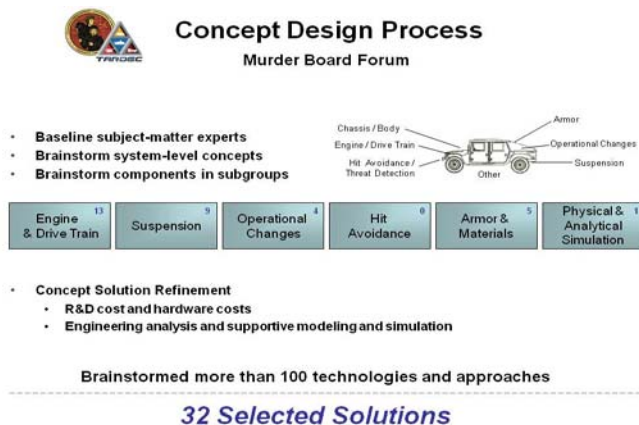 TARDEC
Concept Design Process
Murder Board Forum
• Baseline subject-matter experts
• Brainstorm system-level concepts
• Brainstorm components in subgroups
Chassis / Body
Engine / Drive Train
Hit Avoidance /
Threat Detection
Other
Armor
Operational Changes
Suspension
13
Engine
& Drive Train
9
Suspension
4
Operational
Changes
0
Hit
Avoidance
5
Armor &
Materials
1
Physical &
Analytical
Simulation
• Concept Solution Refinement
• R&D cost and hardware costs
• Engineering analysis and supportive modeling and simulation
Brainstormed more than 100 technologies and approaches
32 Selected Solutions